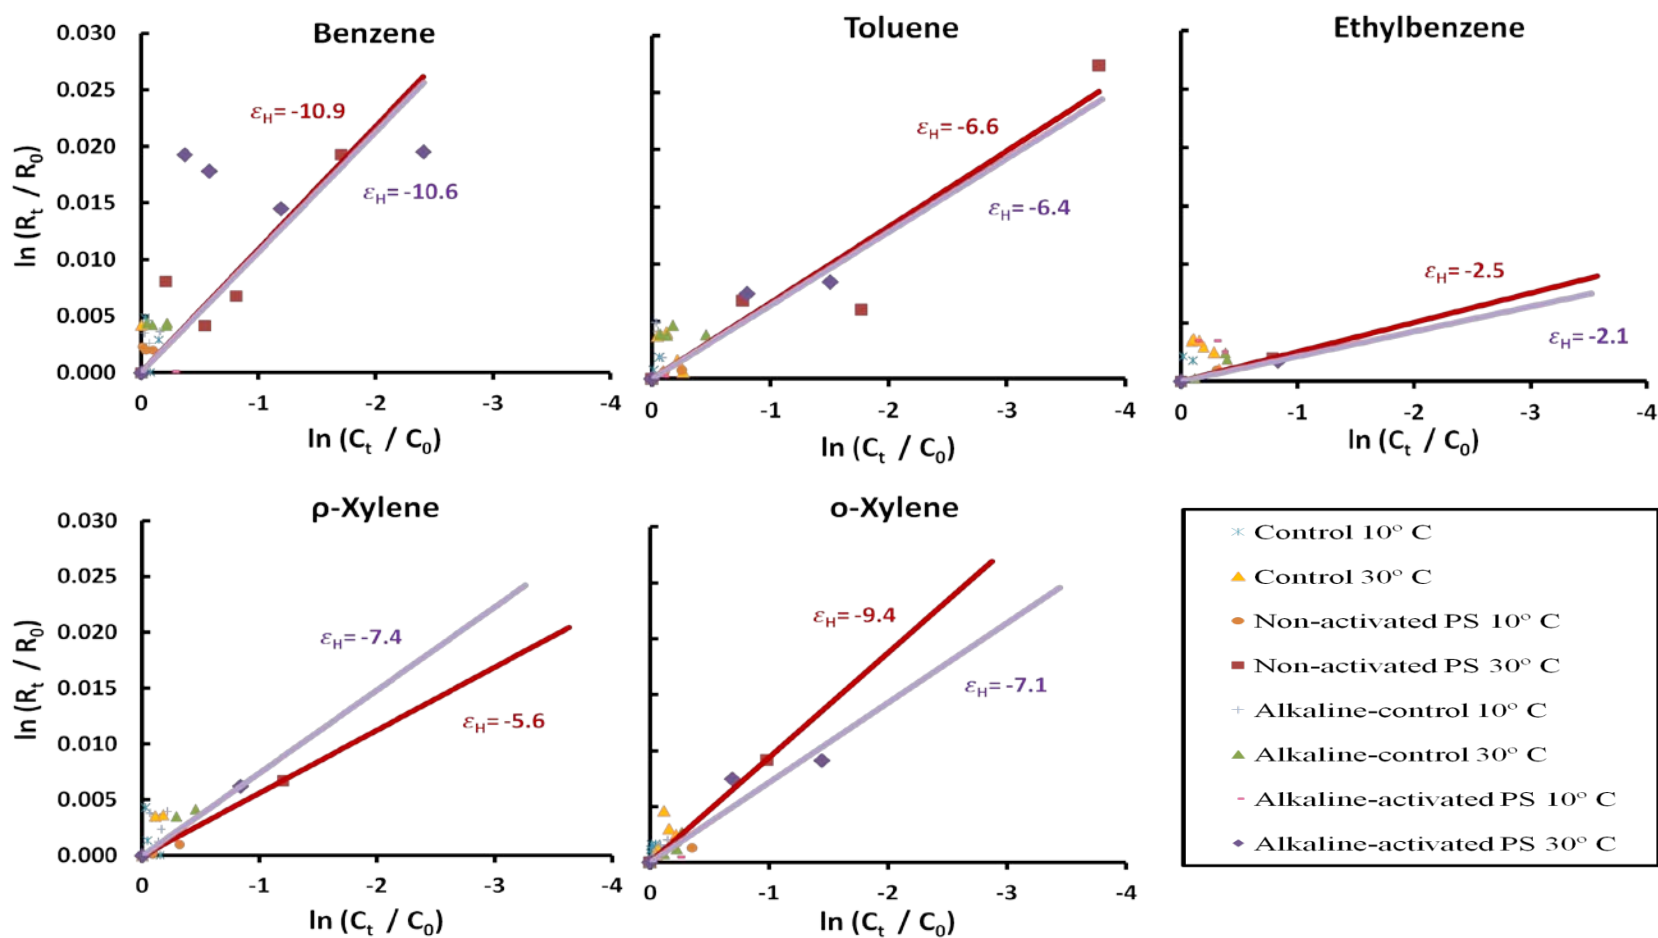 Benzene
0.030
0.025
0.020
0.015
0.010
0.005
0.000
ln (Rt / R0)
εH= -10.9
εH= -10.6
0 -1 -2 -3 -4
ln (Ct / C0)
Toluene
εH= -6.6
εH= -6.4
0 -1 -2 -3 -4
ln (Ct / C0)
Ethylbenzene
εH= -2.5
εH= -2.1
0 -1 -2 -3 -4
ln (Ct / C0)
ρ-Xylene
0.030
0.025
0.020
0.015
0.010
0.005
0.000
ln (Rt / R0)
εH= -7.4
εH= -5.6
0 -1 -2 -3 -4
ln (Ct / C0)
o-Xylene
εH= -9.4
εH= -7.1
0 -1 -2 -3 -4
ln (Ct / C0)
Control 10° C
Control 30° C
Non-activated PS 10° C
Non-activated PS 30° C
Alkaline-control 10° C
Alkaline-control 30° C
Alkaline-activated PS 10° C
Alkaline-activated PS 30° C